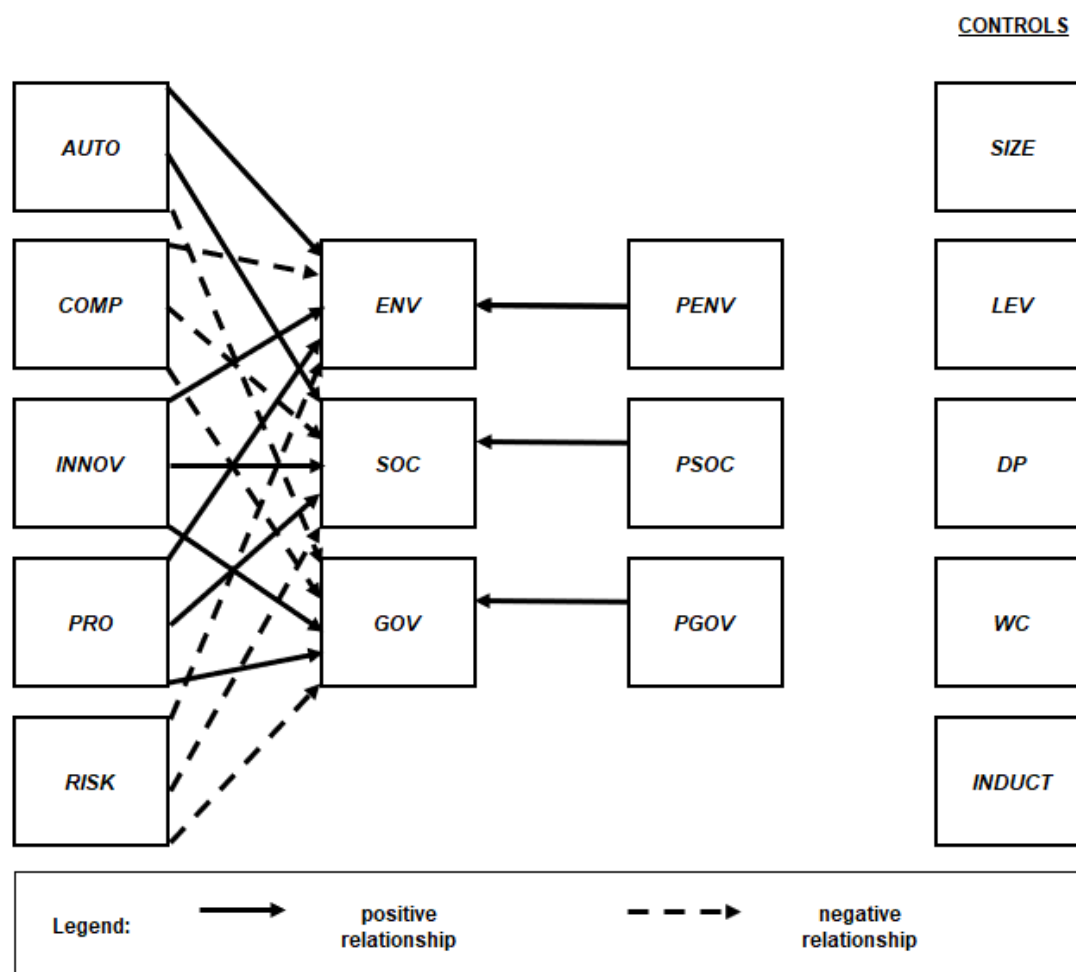 CONTROLS
AUTO
SIZE
COMP
ENV
PENV
LEV
INNOV
SOC
PSOC
DP
PRO
GOV
PGOV
WC
RISK
INDUCT
Legend:
positive
relationship
negative
relationship